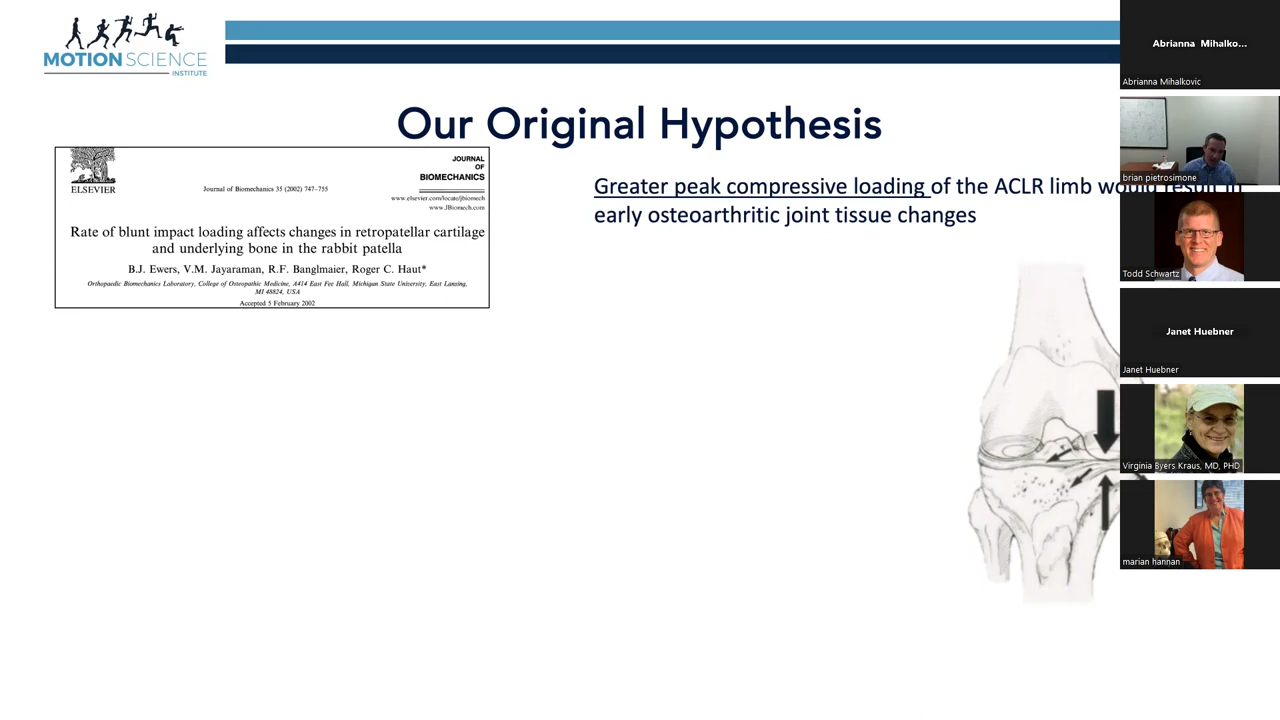 MOTION SCIENCE
INSTITUTE
Our Original Hypothesis
ELSEVIER
Journal of Biomechanics 35 (2002) 747–755
JOURNAL
OF
BIOMECHANICS
www.elsevier.com/locate/jbiomech
www.JBiomech.com
Rate of blunt impact loading affects changes in retropatellar cartilage
and underlying bone in the rabbit patella
B.J. Ewers, V.M. Jayaraman, R.F. Banglmaier, Roger C. Haut*
Orthopaedic Biomechanics Laboratory, College of Osteopathic Medicine, A414 East Fee Hall, Michigan State University, East Lansing,
MI 48824, USA
Accepted 5 February 2002
Greater peak compressive loading of the ACLR limb would result in
early osteoarthritic joint tissue changes
Abrianna Mihalko...
Abrianna Mihalkovic
brian pietrosimone
Todd Schwartz
Janet Huebner
Janet Huebner
Virginia Byers Kraus, MD, PHD
marian hannan